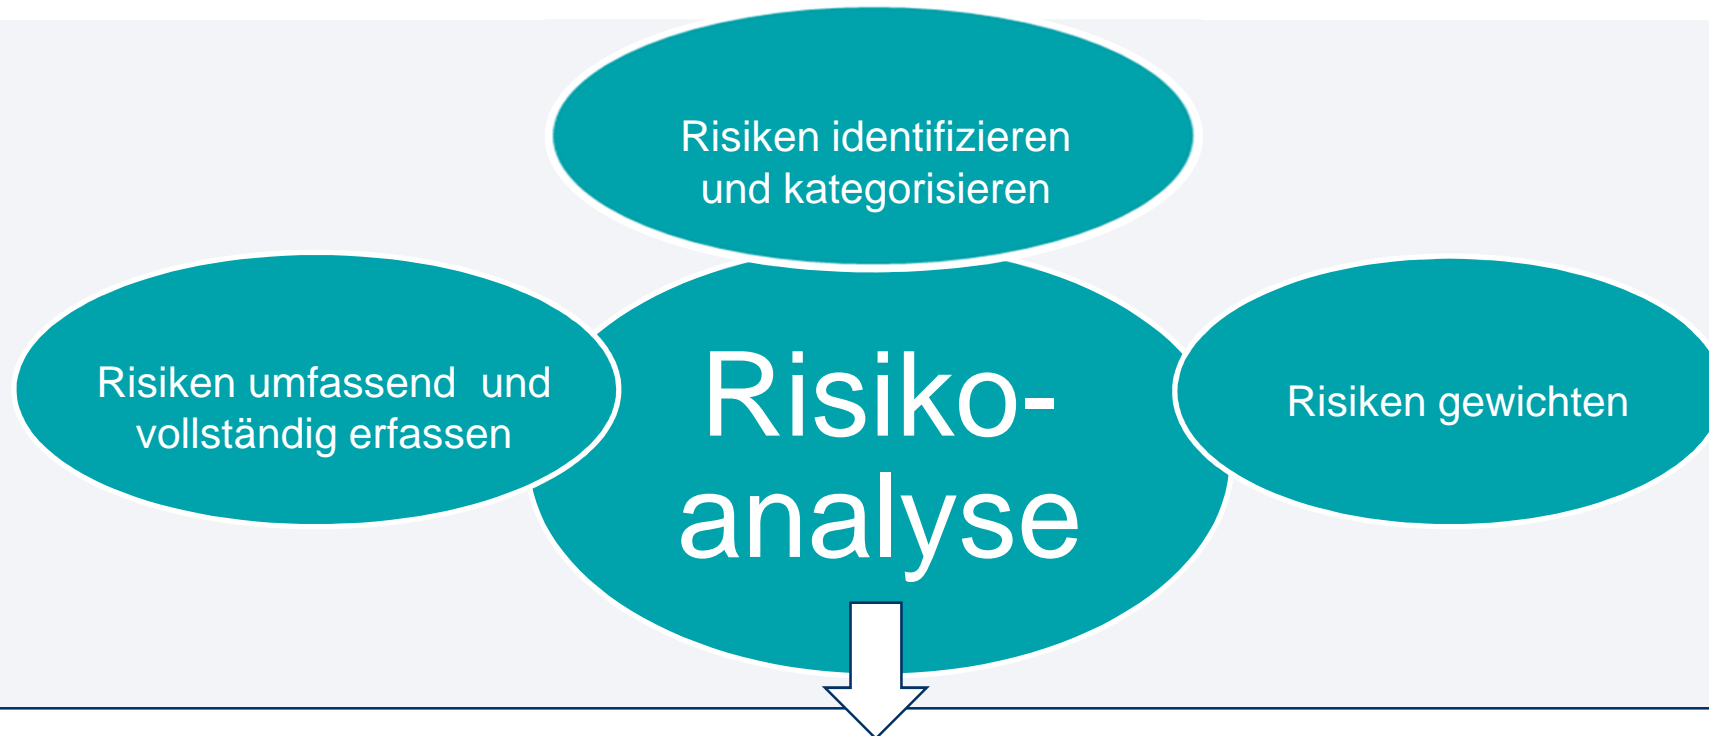 Risiken identifizieren
und kategorisieren
Risiken umfassend  und
vollständig erfassen
Risiko-
analyse
Risiken gewichten